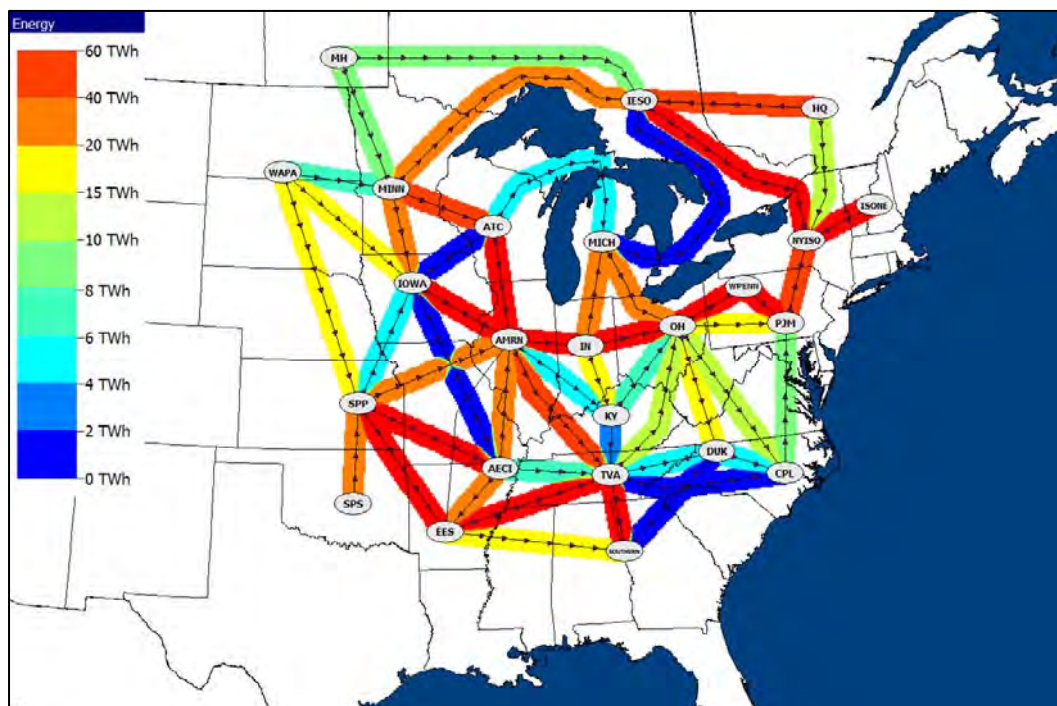 Energy
60 TWh
40 TWh
20 TWh
15 TWh
10 TWh
8 TWh
6 TWh
4 TWh
2 TWh
0 TWh
MH
IESO
HQ
WAPA
MINN
ISONE
ATC
MICH
NYISO
IOWA
WPENN
OH
PJM
AMRN
IN
SPP
KY
DUK
AECI
TVA
CPL
SPS
EES
SOUTHERN